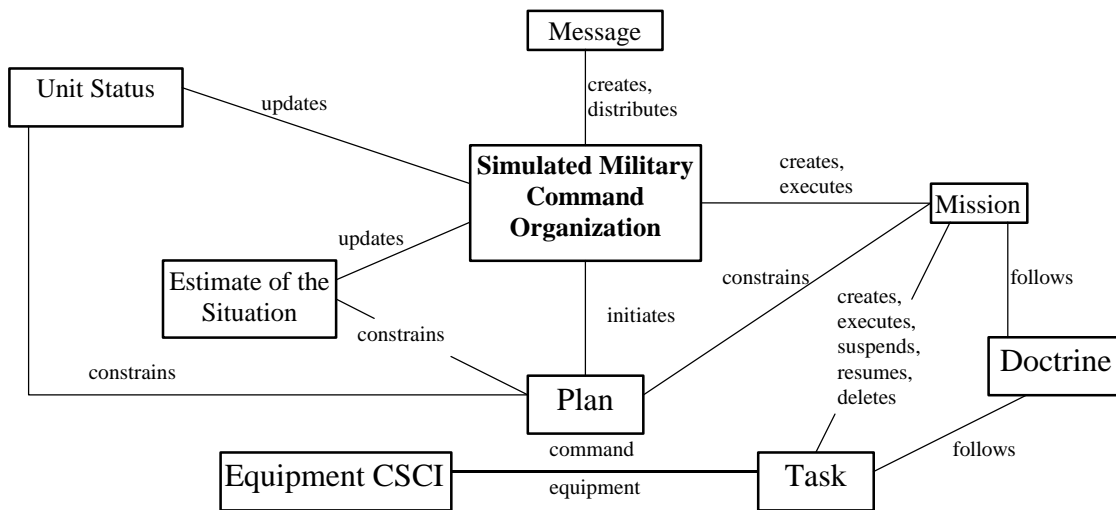 Message
Unit Status
updates
creates,
distributes
Simulated Military
Command
Organization
creates,
executes
Mission
updates
Estimate of the
Situation
constrains
follows
creates,
executes,
suspends,
resumes,
deletes
initiates
constrains
constrains
Doctrine
Plan
command
equipment
Equipment CSCI
Task
follows